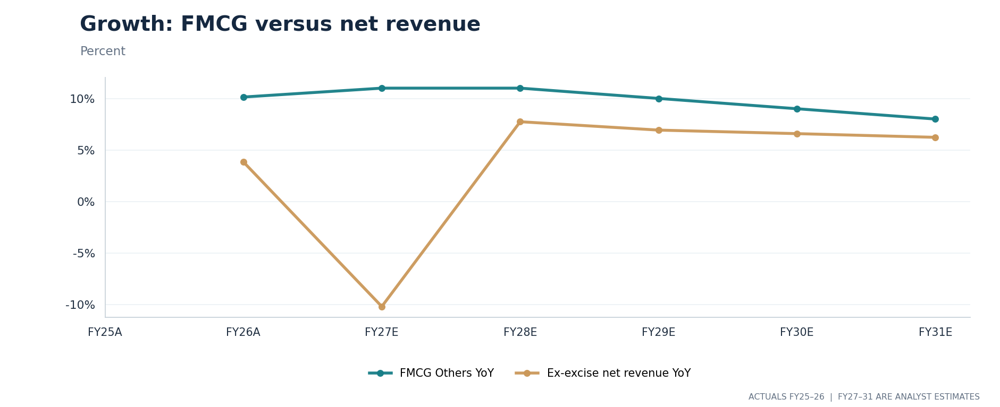 Growth: FMCG versus net revenue
Percent
10%
5%
0%
-5%
-10%
FY25A FY26A FY27E FY28E FY29E FY30E FY31E
FMCG Others YoY Ex-excise net revenue YoY
ACTUALS FY25–26 | FY27–31 ARE ANALYST ESTIMATES